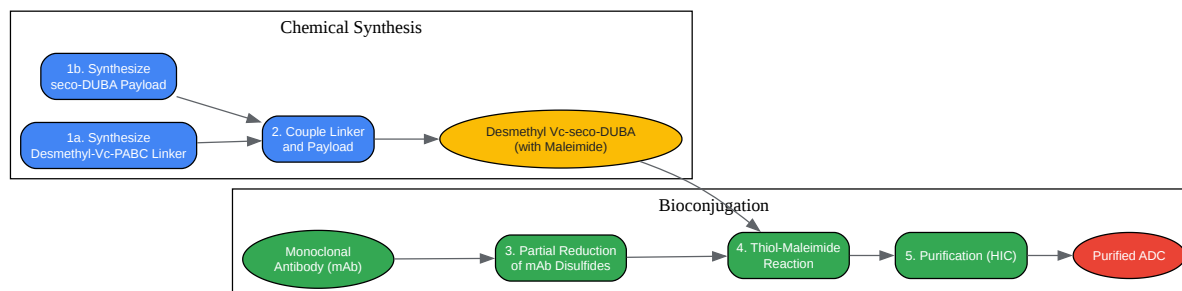 Chemical Synthesis
1b. Synthesize
seco-DUBA Payload
1a. Synthesize
Desmethyl-Vc-PABC Linker
2. Couple Linker
and Payload
Desmethyl Vc-seco-DUBA
(with Maleimide)
Bioconjugation
Monoclonal
Antibody (mAb)
3. Partial Reduction
of mAb Disulfides
4. Thiol-Maleimide
Reaction
5. Purification (HIC)
Purified ADC